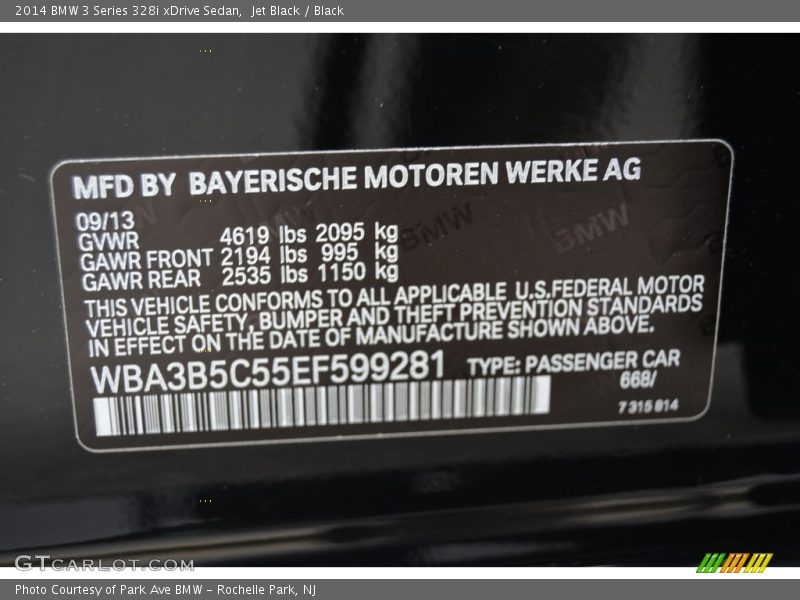 2014 BMW 3 Series 328i xDrive Sedan,  Jet Black / Black
MFD BY BAYERISCHE MOTOREN WERKE AG
09/13
GVWR 4619 lbs 2095 kg
GAWR FRONT 2194 lbs 995 kg
GAWR REAR 2535 lbs 1150 kg
THIS VEHICLE CONFORMS TO ALL APPLICABLE U.S.FEDERAL MOTOR
VEHICLE SAFETY, BUMPER AND THEFT PREVENTION STANDARDS
IN EFFECT ON THE DATE OF MANUFACTURE SHOWN ABOVE.
WBA3B5C55EF599281 TYPE: PASSENGER CAR
668/
7 315 814
BMW BMW
GTCARLOT.COM
Photo Courtesy of Park Ave BMW - Rochelle Park, NJ